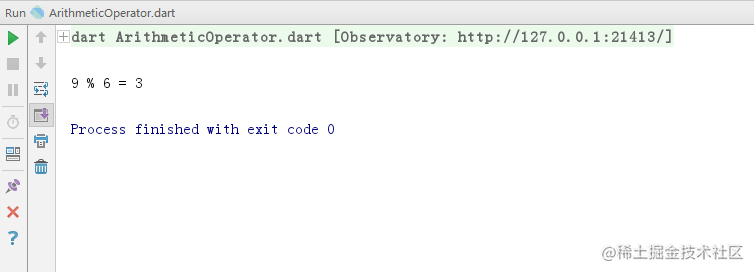 Run ArithmeticOperator.dart
dart ArithmeticOperator.dart [Observatory: http://127.0.0.1:21413/]
9 % 6 = 3
Process finished with exit code 0
@稀土掘金技术社区